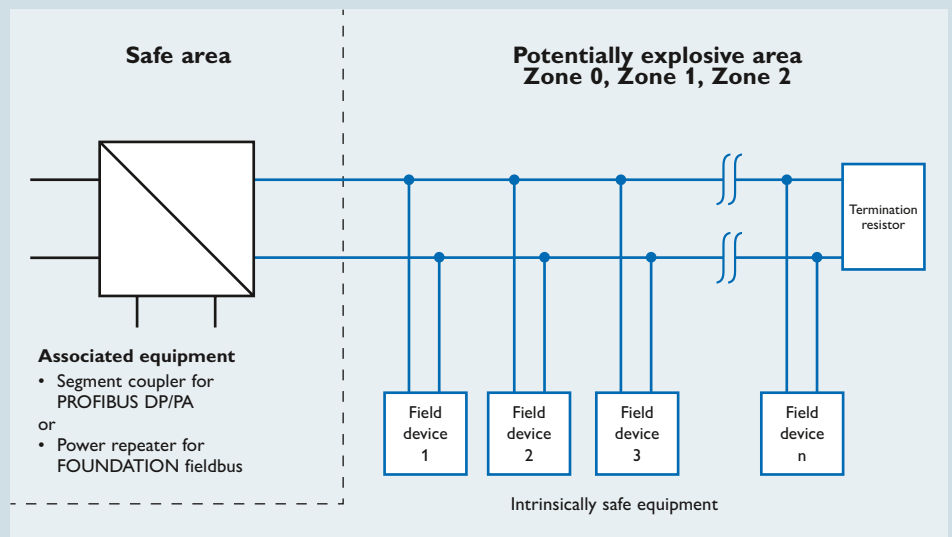 Safe area
Potentially explosive area
Zone 0, Zone 1, Zone 2
Termination
resistor
Associated equipment
• Segment coupler for
PROFIBUS DP/PA
or
• Power repeater for
FOUNDATION fieldbus
Field
device
1
Field
device
2
Field
device
3
Field
device
n
Intrinsically safe equipment